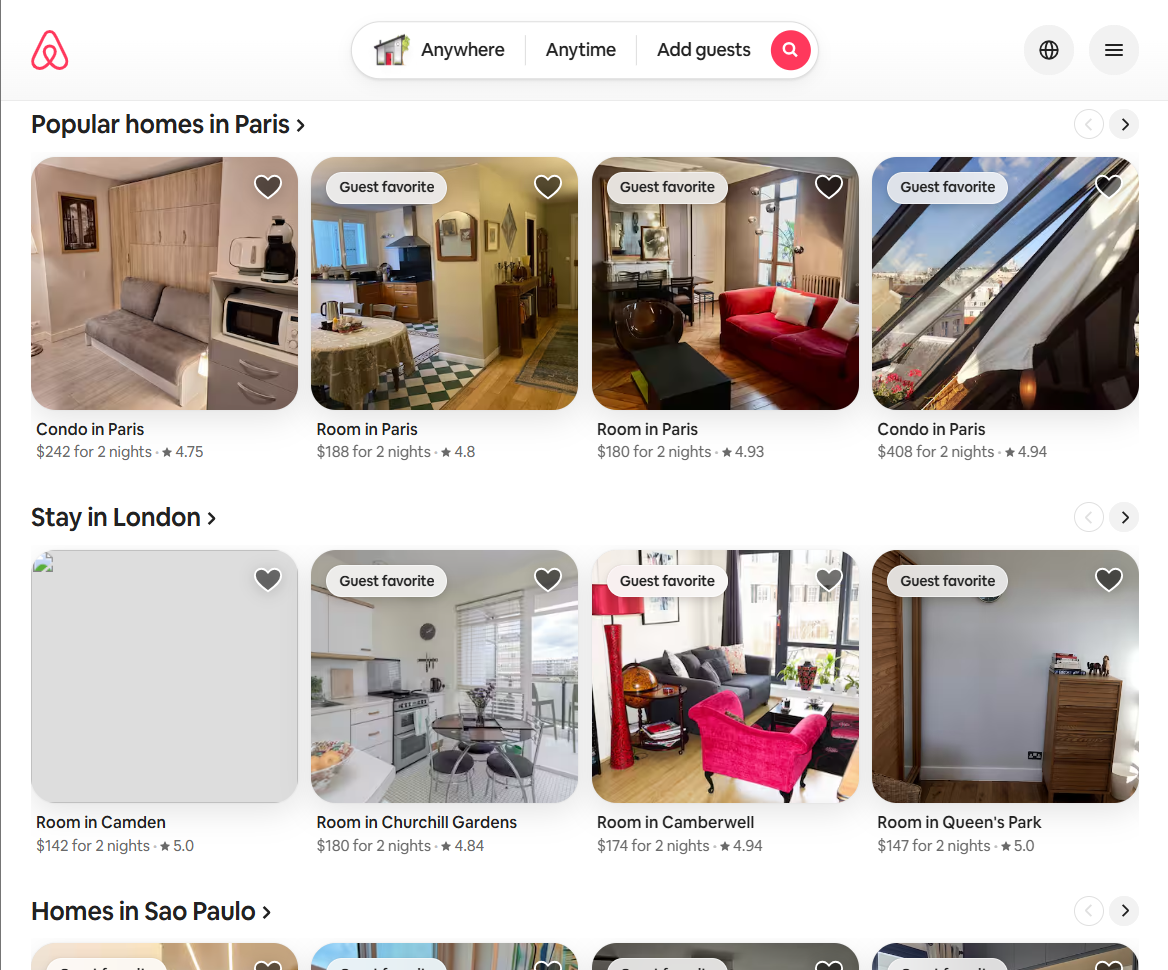 Anywhere
Anytime
Add guests
Popular homes in Paris
Guest favorite
Guest favorite
Guest favorite
Condo in Paris
$242 for 2 nights · ★ 4.75
Room in Paris
$188 for 2 nights · ★ 4.8
Room in Paris
$180 for 2 nights · ★ 4.93
Condo in Paris
$408 for 2 nights · ★ 4.94
Stay in London
Guest favorite
Guest favorite
Guest favorite
Room in Camden
$142 for 2 nights · ★ 5.0
Room in Churchill Gardens
$180 for 2 nights · ★ 4.84
Room in Camberwell
$174 for 2 nights · ★ 4.94
Room in Queen's Park
$147 for 2 nights · ★ 5.0
Homes in Sao Paulo